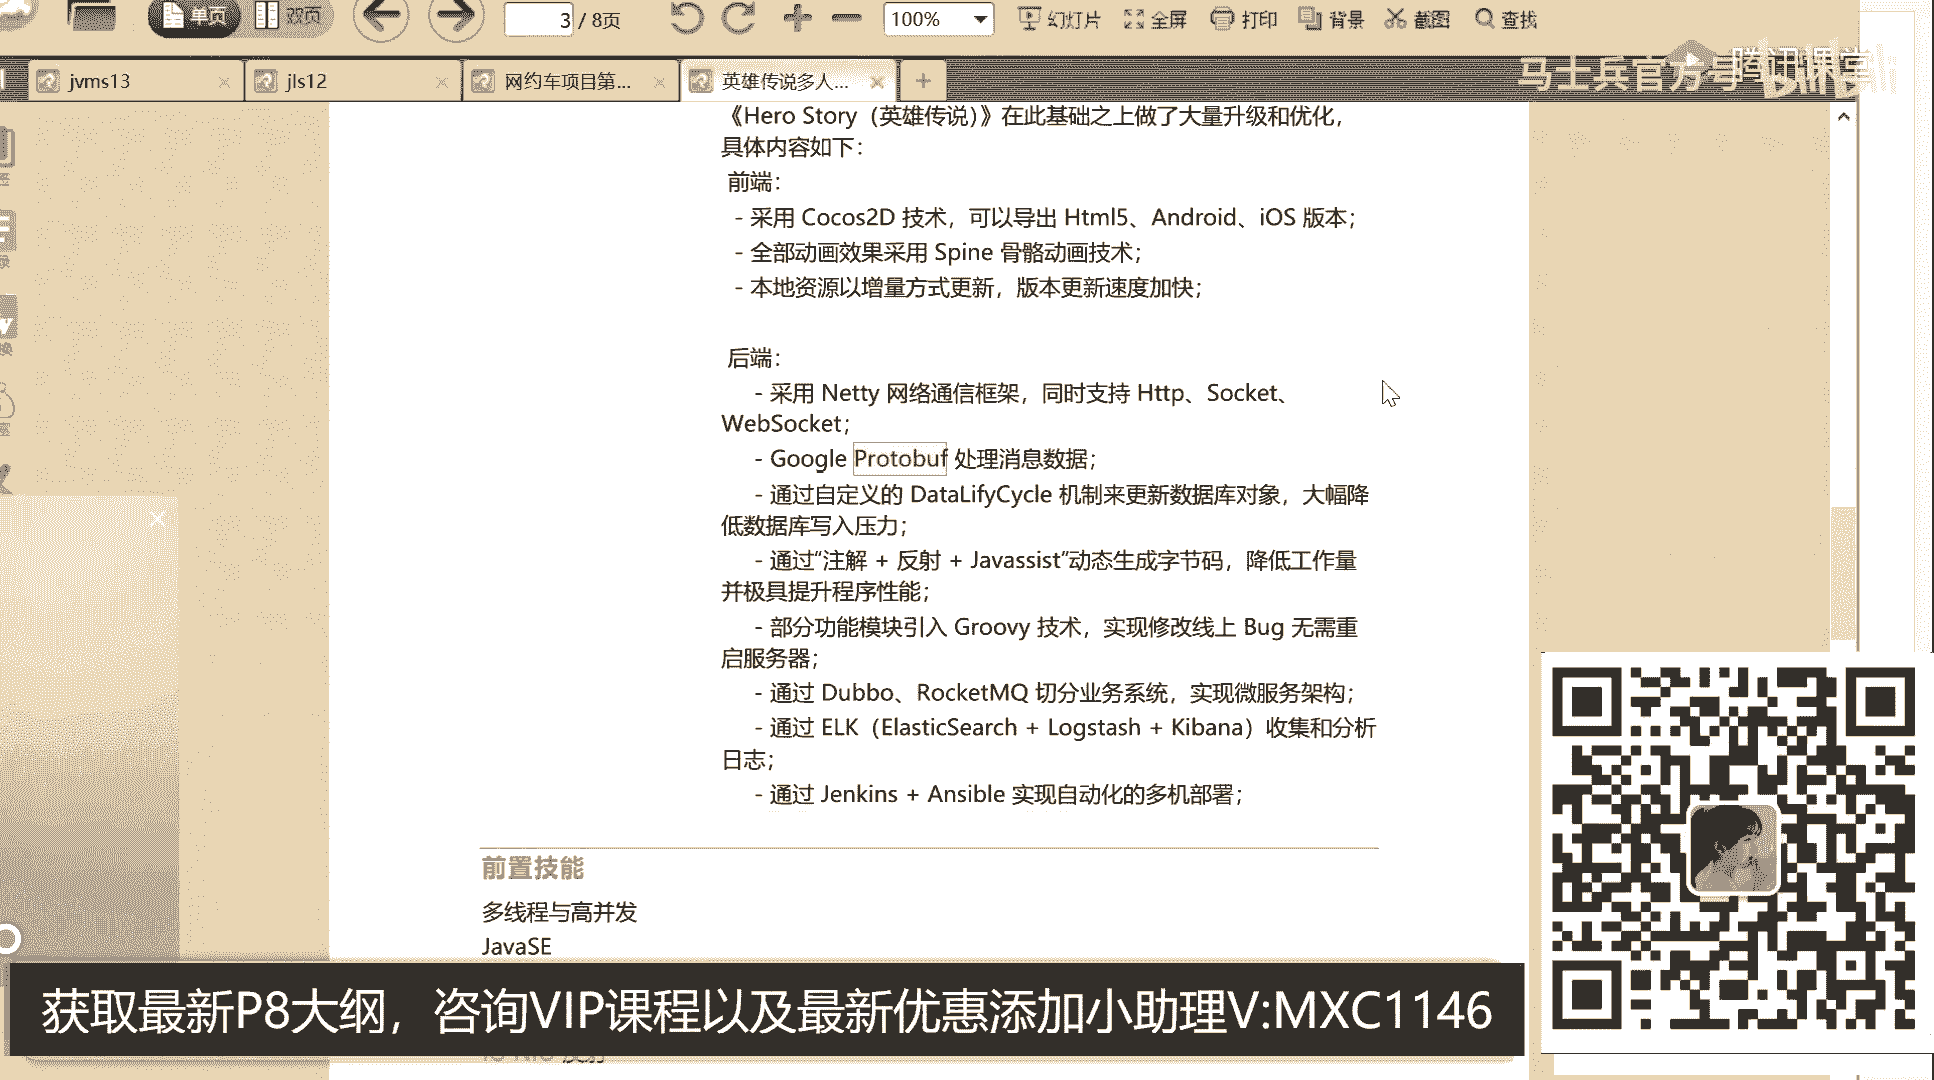 单页
双页
3 / 8页
100%
幻灯片
全屏
打印
背景
截图
查找
jvms13
jls12
网约车项目第...
英雄传说多人...
马士兵官方号
腾讯课堂
《Hero Story（英雄传说)》在此基础之上做了大量升级和优化，
具体内容如下：
前端：
- 采用 Cocos2D 技术，可以导出 Html5、Android、iOS 版本；
- 全部动画效果采用 Spine 骨骼动画技术；
- 本地资源以增量方式更新，版本更新速度加快；
后端：
- 采用 Netty 网络通信框架，同时支持 Http、Socket、
WebSocket；
- Google Protobuf 处理消息数据；
- 通过自定义的 DataLifyCycle 机制来更新数据库对象，大幅降
低数据库写入压力；
- 通过“注解 + 反射 + Javassist”动态生成字节码，降低工作量
并极具提升程序性能；
- 部分功能模块引入 Groovy 技术，实现修改线上 Bug 无需重
启服务器；
- 通过 Dubbo、RocketMQ 切分业务系统，实现微服务架构；
- 通过 ELK（ElasticSearch + Logstash + Kibana）收集和分析
日志；
- 通过 Jenkins + Ansible 实现自动化的多机部署；
前置技能
多线程与高并发
JavaSE
获取最新P8大纲，咨询VIP课程以及最新优惠添加小助理V:MXC1146